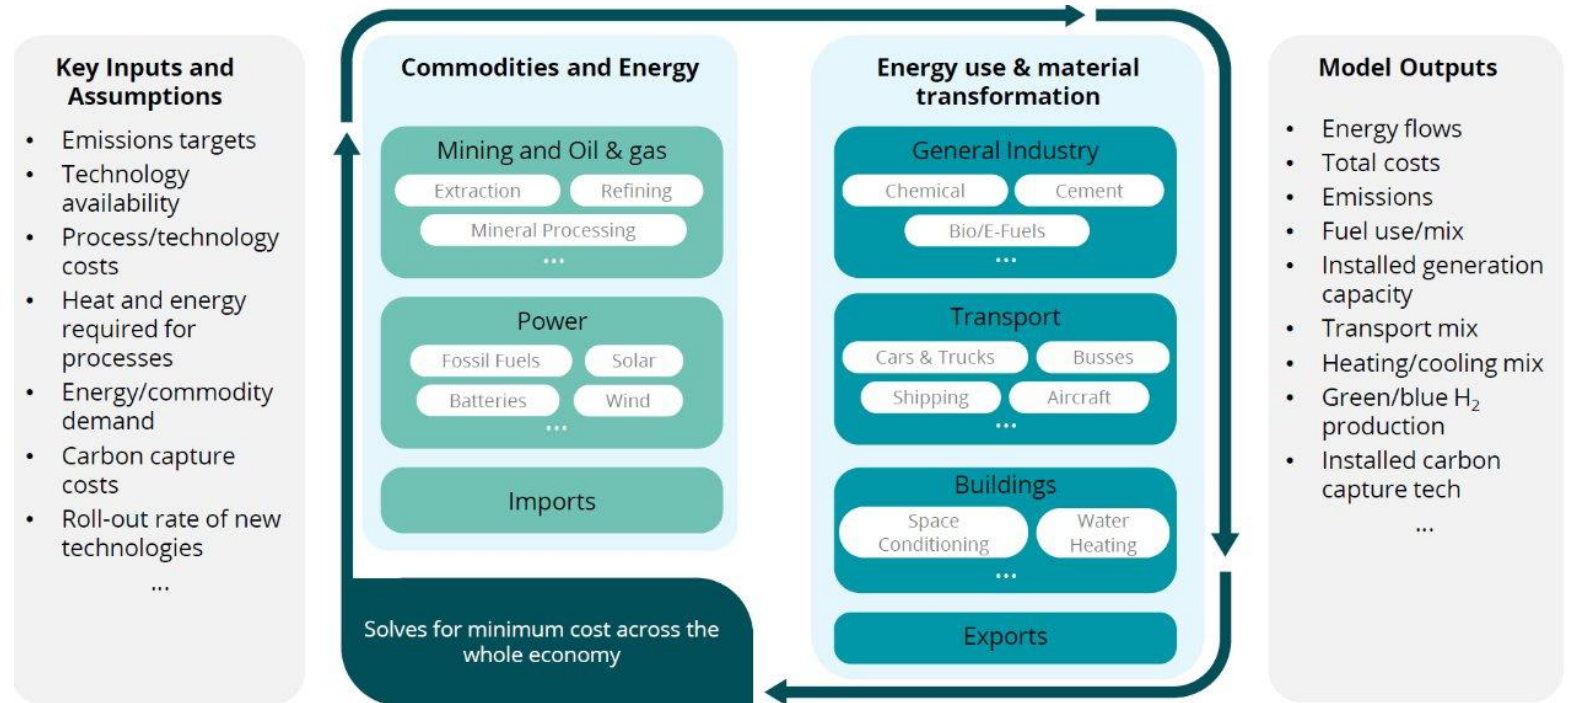 Key Inputs and
Assumptions
• Emissions targets
• Technology
availability
• Process/technology
costs
• Heat and energy
required for
processes
• Energy/commodity
demand
• Carbon capture
costs
• Roll-out rate of new
technologies
...
Commodities and Energy
Mining and Oil & gas
Extraction
Refining
Mineral Processing
...
Power
Fossil Fuels
Solar
Batteries
Wind
...
Imports
Solves for minimum cost across the
whole economy
Energy use & material
transformation
General Industry
Chemical
Cement
Bio/E-Fuels
...
Transport
Cars & Trucks
Busses
Shipping
Aircraft
...
Buildings
Space
Conditioning
Water
Heating
...
Exports
Model Outputs
• Energy flows
• Total costs
• Emissions
• Fuel use/mix
• Installed generation
capacity
• Transport mix
• Heating/cooling mix
• Green/blue H₂
production
• Installed carbon
capture tech
...